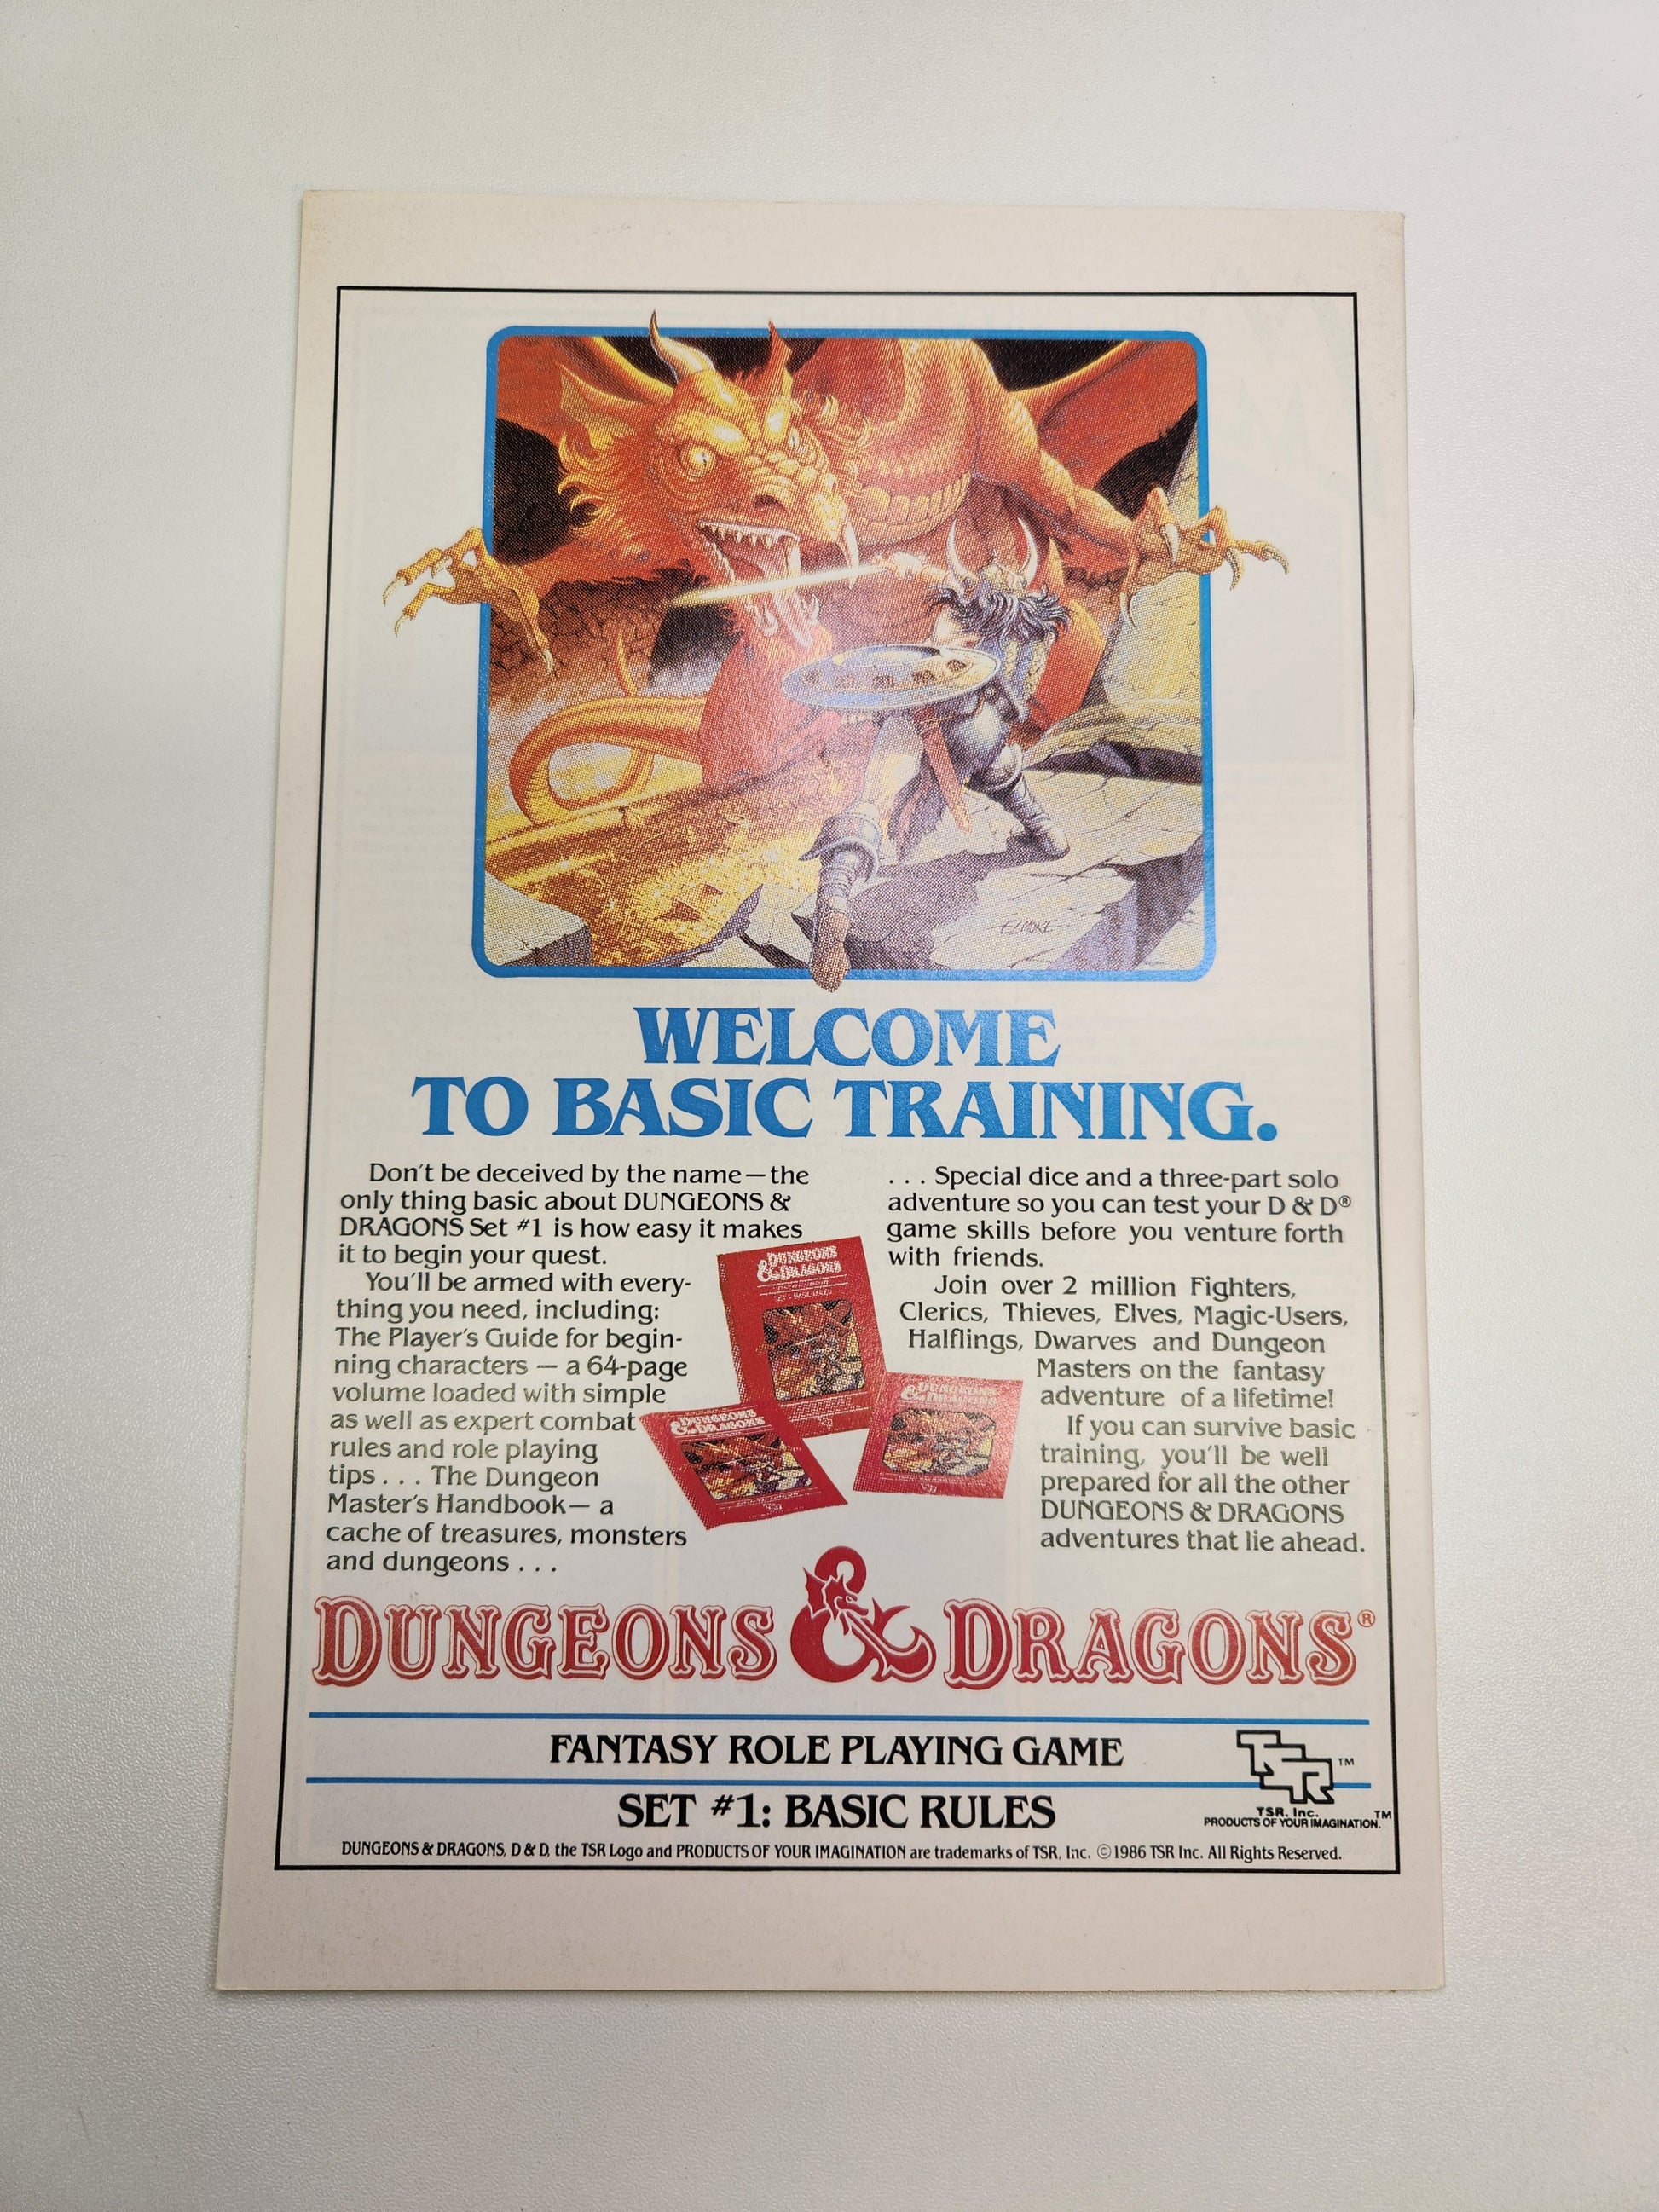 ELMORE
WELCOME
TO BASIC TRAINING.
Don't be deceived by the name—the
only thing basic about DUNGEONS &
DRAGONS Set #1 is how easy it makes
it to begin your quest.
You'll be armed with every-
thing you need, including:
The Player's Guide for begin-
ning characters — a 64-page
volume loaded with simple
as well as expert combat
rules and role playing
tips . . . The Dungeon
Master's Handbook— a
cache of treasures, monsters
and dungeons . . .
. . . Special dice and a three-part solo
adventure so you can test your D & D®
game skills before you venture forth
with friends.
Join over 2 million Fighters,
Clerics, Thieves, Elves, Magic-Users,
Halflings, Dwarves and Dungeon
Masters on the fantasy
adventure of a lifetime!
If you can survive basic
training, you'll be well
prepared for all the other
DUNGEONS & DRAGONS
adventures that lie ahead.
DUNGEONS
& DRAGONS
DUNGEONS
& DRAGONS
DUNGEONS
& DRAGONS
DUNGEONS & DRAGONS®
FANTASY ROLE PLAYING GAME
TSR™
SET #1: BASIC RULES
TSR, Inc.
PRODUCTS OF YOUR IMAGINATION.™
DUNGEONS & DRAGONS, D & D, the TSR Logo and PRODUCTS OF YOUR IMAGINATION are trademarks of TSR, Inc. ©1986 TSR Inc. All Rights Reserved.